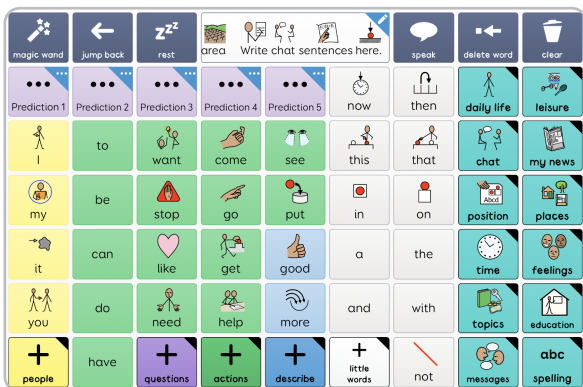 magic wand
jump back
zzz
rest
area Write chat sentences here.
speak
delete word
clear
Prediction 1
Prediction 2
Prediction 3
Prediction 4
Prediction 5
now
then
daily life
leisure
I
to
want
come
see
this
that
chat
my news
my
be
stop
go
put
in
on
Abcd
position
places
it
can
like
get
good
a
the
time
feelings
you
do
need
help
more
and
with
topics
education
people
have
questions
actions
describe
little
words
not
messages
abc
spelling